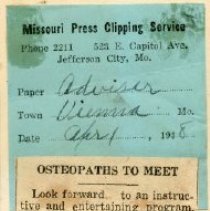 Missouri Press Clipping Service
Phone 2211 523 E. Capitol Ave.
Jefferson City, Mo.
Paper Adviser
Town Vienna Mo.
Date Apr 1 1938
OSTEOPATHS TO MEET
Look forward to an instruc-
tive and entertaining program.